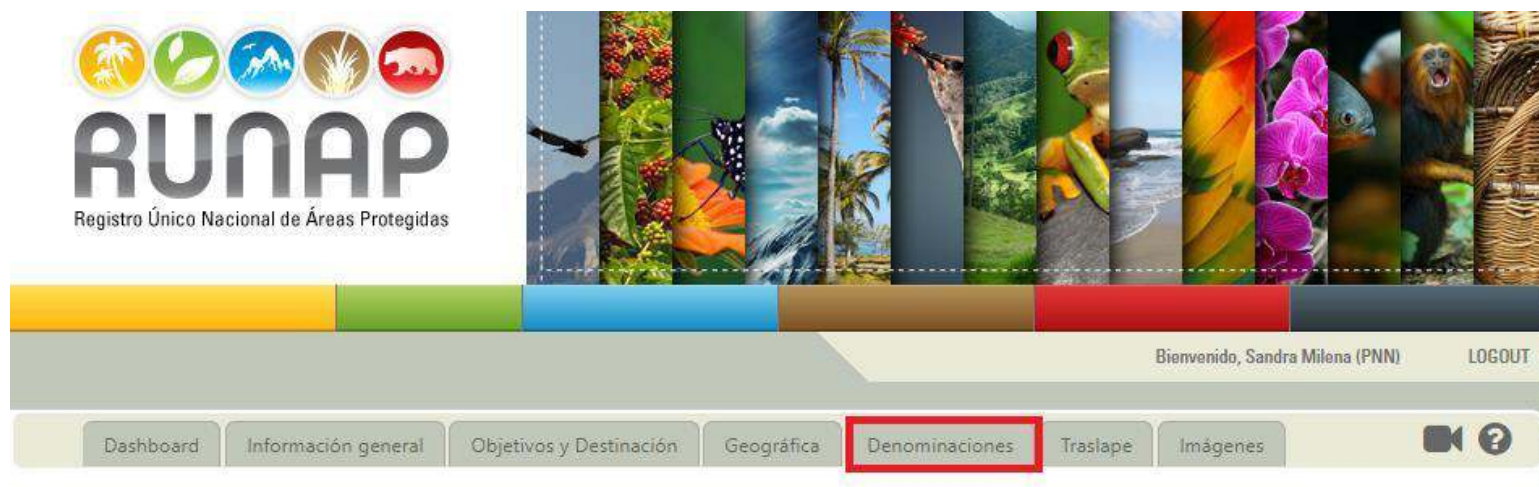 RUNAP
Registro Único Nacional de Áreas Protegidas
Bienvenido, Sandra Milena (PNN) LOGOUT
Dashboard Información general Objetivos y Destinación Geográfica Denominaciones Traslape Imágenes ?